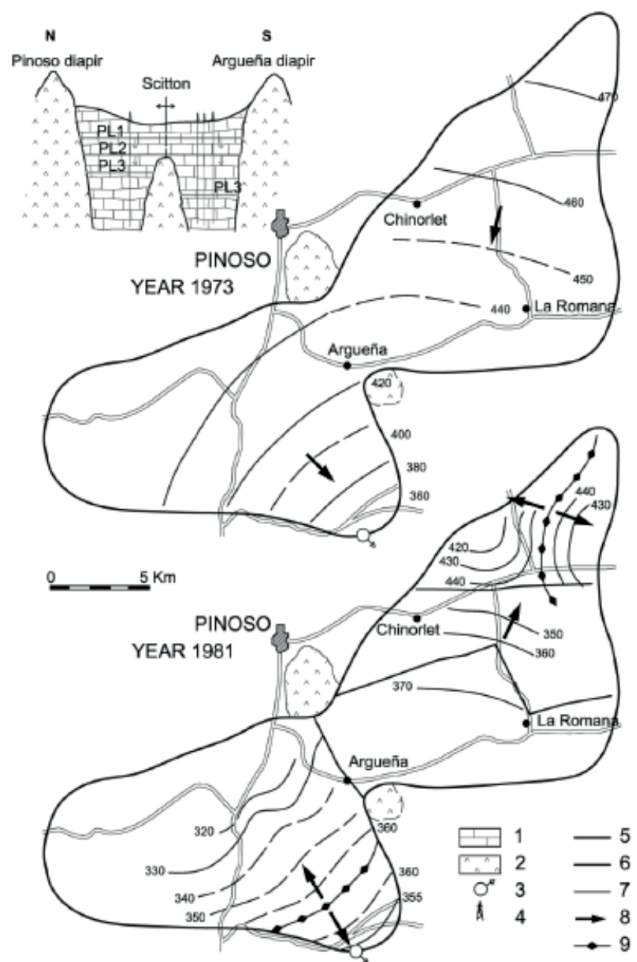 N
S
Pinoso diapir
Argueña diapir
Scitton
PL1
PL2
PL3
PL3
470
460
Chinorlet
450
PINOSO
YEAR 1973
440
La Romana
Argueña
420
400
380
360
0
5 Km
440
430
420
430
440
PINOSO
YEAR 1981
Chinorlet
350
360
370
La Romana
Argueña
320
360
330
360
340
355
350
1
2
3
4
5
6
7
8
9